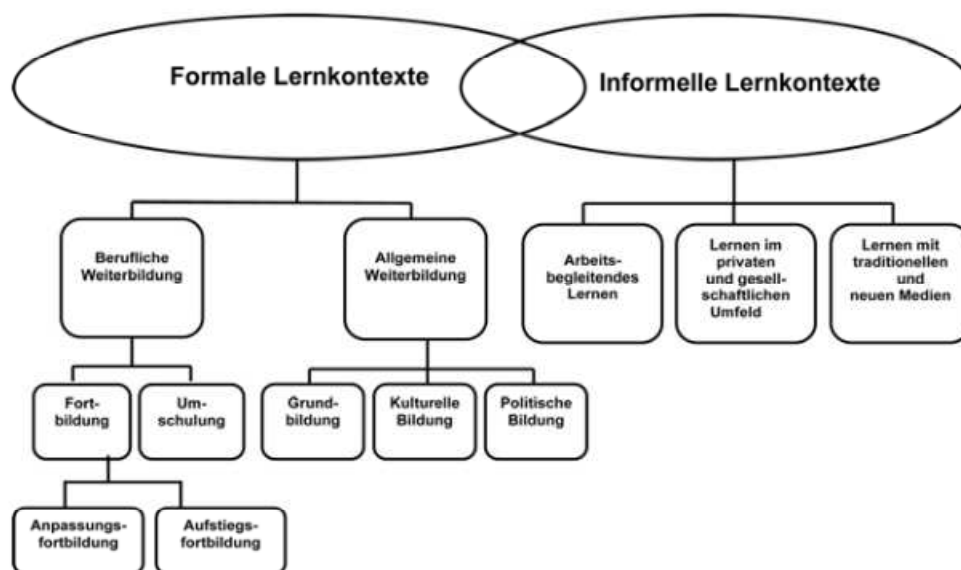 Formale Lernkontexte
Informelle Lernkontexte
Berufliche
Weiterbildung
Allgemeine
Weiterbildung
Arbeits-
begleitendes
Lernen
Lernen im
privaten
und gesell-
schaftlichen
Umfeld
Lernen mit
traditionellen
und
neuen Medien
Fort-
bildung
Um-
schulung
Grund-
bildung
Kulturelle
Bildung
Politische
Bildung
Anpassungs-
fortbildung
Aufstiegs-
fortbildung